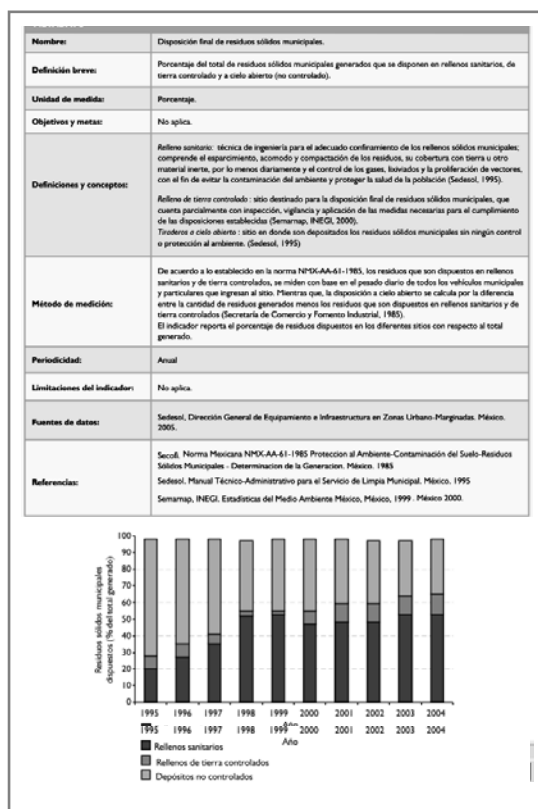 Nombre:
Disposición final de residuos sólidos municipales.
Definición breve:
Porcentaje del total de residuos sólidos municipales generados que se disponen en rellenos sanitarios, de
tierra controlado y a cielo abierto (no controlado).
Unidad de medida:
Porcentaje.
Objetivos y metas:
No aplica.
Definiciones y conceptos:
Relleno sanitario: técnica de ingeniería para el adecuado confinamiento de los rellenos sólidos municipales;
comprende el esparcimiento, acomodo y compactación de los residuos, su cobertura con tierra u otro
material inerte, por lo menos diariamente y el control de los gases, lixiviados y la proliferación de vectores,
con el fin de evitar la contaminación del ambiente y proteger la salud de la población (Sedesol, 1995).
Relleno de tierra controlado : sitio destinado para la disposición final de residuos sólidos municipales, que
cuenta parcialmente con inspección, vigilancia y aplicación de las medidas necesarias para el cumplimiento
de las disposiciones establecidas (Semarnap, INEGI, 2000).
Tiraderos a cielo abierto : sitio en donde son depositados los residuos sólidos municipales sin ningún control
o protección al ambiente. (Sedesol, 1995)
Método de medición:
De acuerdo a lo establecido en la norma NMX-AA-61-1985, los residuos que son dispuestos en rellenos
sanitarios y de tierra controlados, se miden con base en el pesado diario de todos los vehículos municipales
y particulares que ingresan al sitio. Mientras que, la disposición a cielo abierto se calcula por la diferencia
entre la cantidad de residuos generados menos los residuos que son dispuestos en rellenos sanitarios y de
tierra controlados (Secretaría de Comercio y Fomento Industrial, 1985).
El indicador reporta el porcentaje de residuos dispuestos en los diferentes sitios con respecto al total
generado.
Periodicidad:
Anual
Limitaciones del indicador:
No aplica.
Fuentes de datos:
Sedesol, Dirección General de Equipamiento e Infraestructura en Zonas Urbano-Marginadas. México.
2005.
Referencias:
Secofi. Norma Mexicana NMX-AA-61-1985 Proteccion al Ambiente-Contaminación del Suelo-Residuos
Sólidos Municipales - Determinacion de la Generacion. México. 1985
Sedesol. Manual Técnico-Administrativo para el Servicio de Limpia Municipal. México. 1995
Semarnap, INEGI. Estadísticas del Medio Ambiente México, México, 1999 . México 2000.
Residuos sólidos municipales
dispuestos (% del total generado)
100
90
80
70
60
50
40
30
20
10
0
1995 1996 1997 1998 1999 2000 2001 2002 2003 2004
Año
1995 1996 1997 1998 1999 2000 2001 2002 2003 2004
Año
Rellenos sanitarios
Rellenos de tierra controlados
Depósitos no controlados